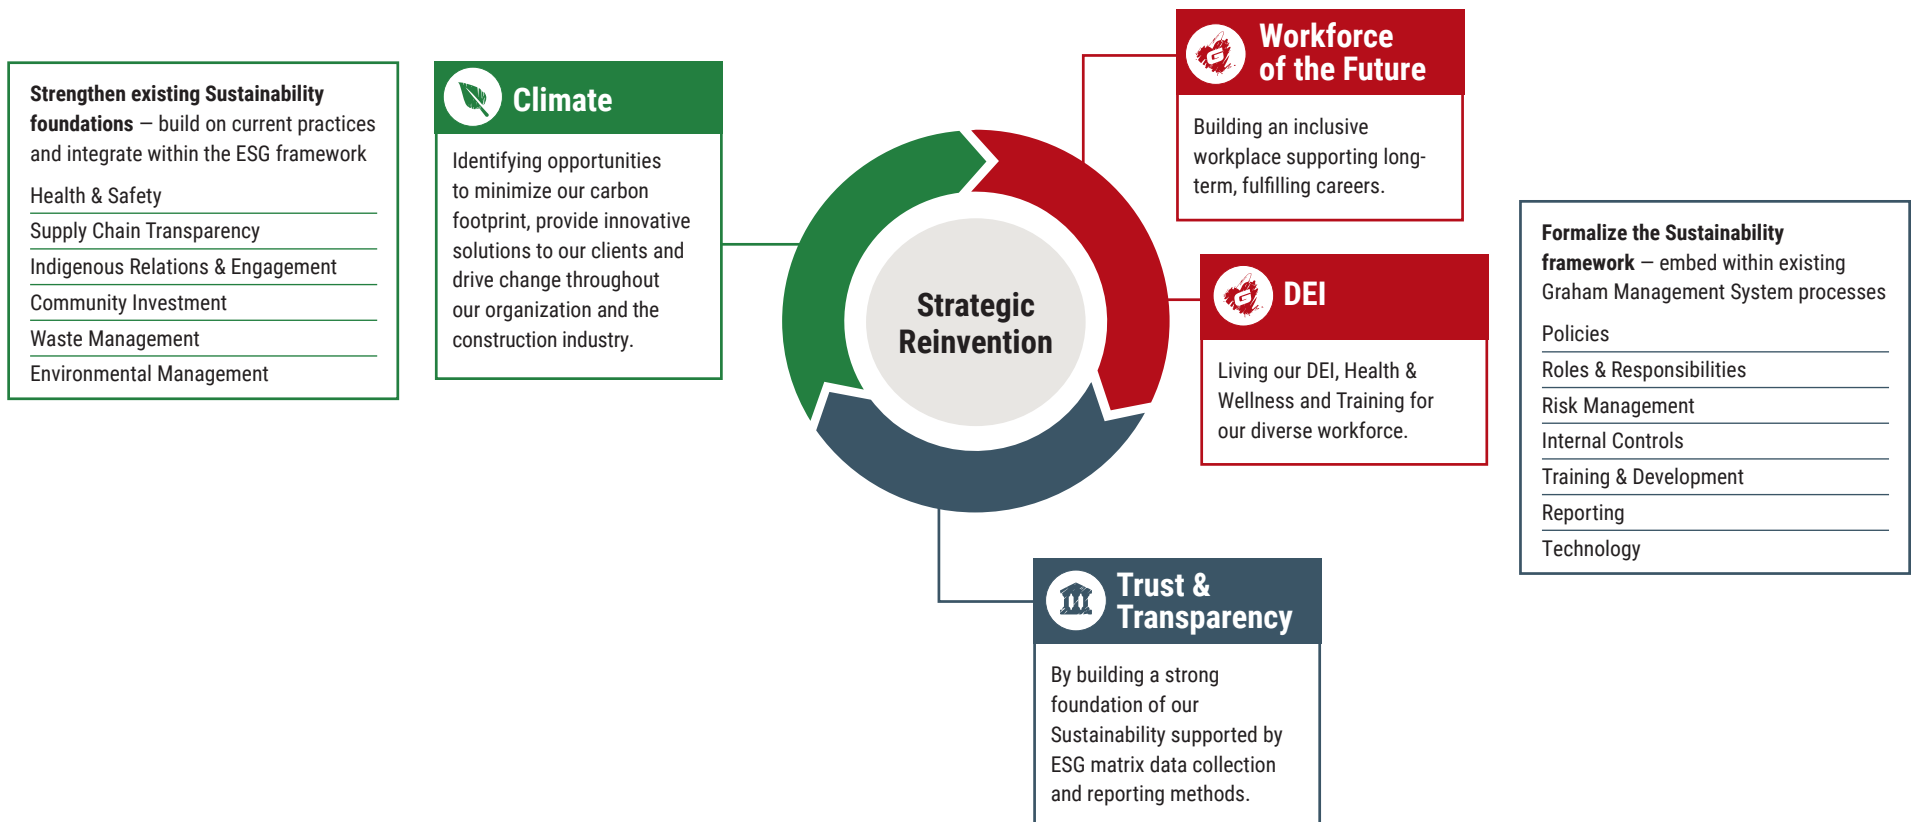 Strengthen existing Sustainability
foundations — build on current practices
and integrate within the ESG framework
Health & Safety
Supply Chain Transparency
Indigenous Relations & Engagement
Community Investment
Waste Management
Environmental Management
Climate
Identifying opportunities
to minimize our carbon
footprint, provide innovative
solutions to our clients and
drive change throughout
our organization and the
construction industry.
Strategic
Reinvention
G
Workforce
of the Future
Building an inclusive
workplace supporting long-
term, fulfilling careers.
G
DEI
Living our DEI, Health &
Wellness and Training for
our diverse workforce.
Trust &
Transparency
By building a strong
foundation of our
Sustainability supported by
ESG matrix data collection
and reporting methods.
Formalize the Sustainability
framework — embed within existing
Graham Management System processes
Policies
Roles & Responsibilities
Risk Management
Internal Controls
Training & Development
Reporting
Technology